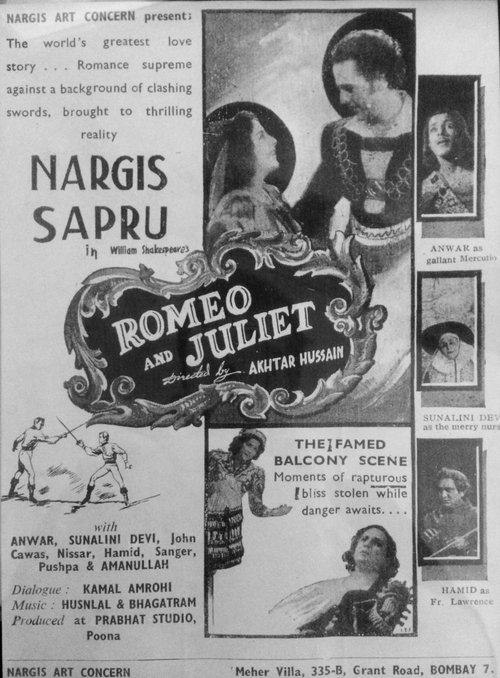 NARGIS ART CONCERN present:
The world's greatest love
story . . . Romance supreme
against a background of clashing
swords, brought to thrilling
reality
NARGIS
SAPRU
in William Shakespeare's
ROMEO
AND JULIET
Directed by AKHTAR HUSSAIN
ANWAR as
gallant Mercutio
SUNALINI DEV
as the merry nurs
HAMID as
Fr. Lawrence
THE FAMED
BALCONY SCENE
Moments of rapturous
bliss stolen while
danger awaits. . . .
with
ANWAR, SUNALINI DEVI, John
Cawas, Nissar, Hamid, Sanger,
Pushpa & AMANULLAH
Dialogue : KAMAL AMROHI
Music : HUSNLAL & BHAGATRAM
Produced at PRABHAT STUDIO,
Poona
NARGIS ART CONCERN Meher Villa, 335-B, Grant Road, BOMBAY 7.